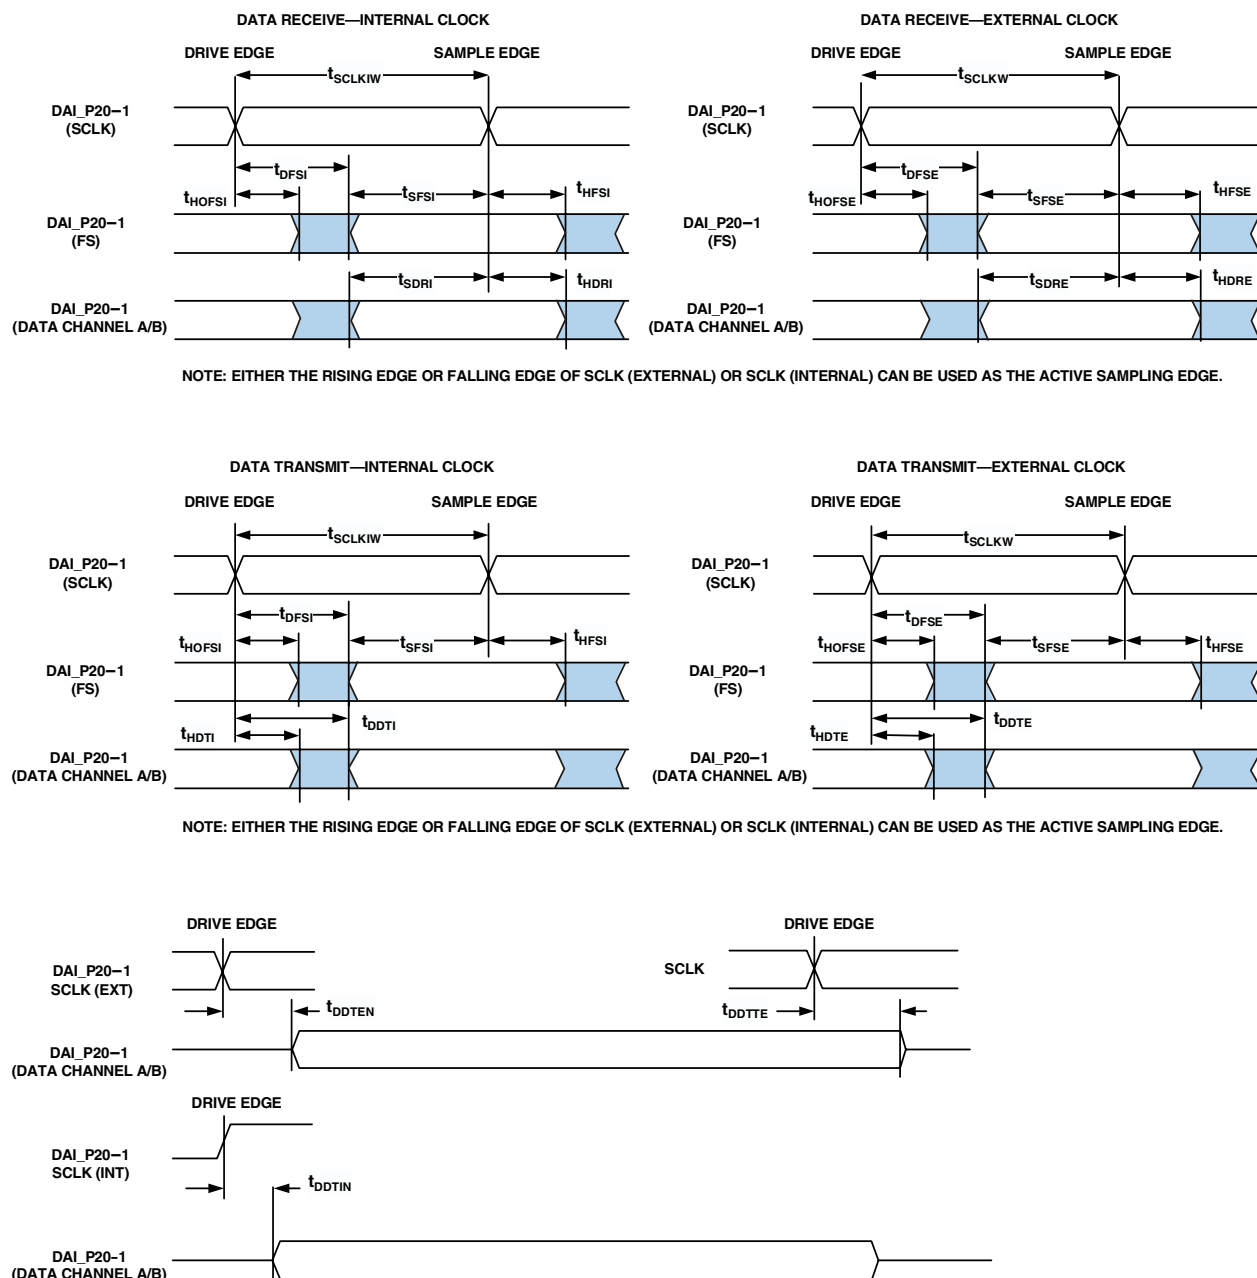 DATA RECEIVE—INTERNAL CLOCK
DRIVE EDGE
SAMPLE EDGE
tSCLKIW
DAI_P20–1
(SCLK)
tDFSI
tHOFSI
tSFSI
tHFSI
DAI_P20–1
(FS)
tSDRI
tHDRI
DAI_P20–1
(DATA CHANNEL A/B)
DATA RECEIVE—EXTERNAL CLOCK
DRIVE EDGE
SAMPLE EDGE
tSCLKW
DAI_P20–1
(SCLK)
tDFSE
tHOFSE
tSFSE
tHFSE
DAI_P20–1
(FS)
tSDRE
tHDRE
DAI_P20–1
(DATA CHANNEL A/B)
NOTE: EITHER THE RISING EDGE OR FALLING EDGE OF SCLK (EXTERNAL) OR SCLK (INTERNAL) CAN BE USED AS THE ACTIVE SAMPLING EDGE.
DATA TRANSMIT—INTERNAL CLOCK
DRIVE EDGE
SAMPLE EDGE
tSCLKIW
DAI_P20–1
(SCLK)
tDFSI
tHOFSI
tSFSI
tHFSI
DAI_P20–1
(FS)
tDDTI
tHDTI
DAI_P20–1
(DATA CHANNEL A/B)
DATA TRANSMIT—EXTERNAL CLOCK
DRIVE EDGE
SAMPLE EDGE
tSCLKW
DAI_P20–1
(SCLK)
tDFSE
tHOFSE
tSFSE
tHFSE
DAI_P20–1
(FS)
tDDTE
tHDTE
DAI_P20–1
(DATA CHANNEL A/B)
NOTE: EITHER THE RISING EDGE OR FALLING EDGE OF SCLK (EXTERNAL) OR SCLK (INTERNAL) CAN BE USED AS THE ACTIVE SAMPLING EDGE.
DRIVE EDGE
DRIVE EDGE
DAI_P20–1
SCLK (EXT)
SCLK
tDDTEN
tDDTTE
DAI_P20–1
(DATA CHANNEL A/B)
DRIVE EDGE
DAI_P20–1
SCLK (INT)
tDDTIN
DAI_P20–1
(DATA CHANNEL A/B)